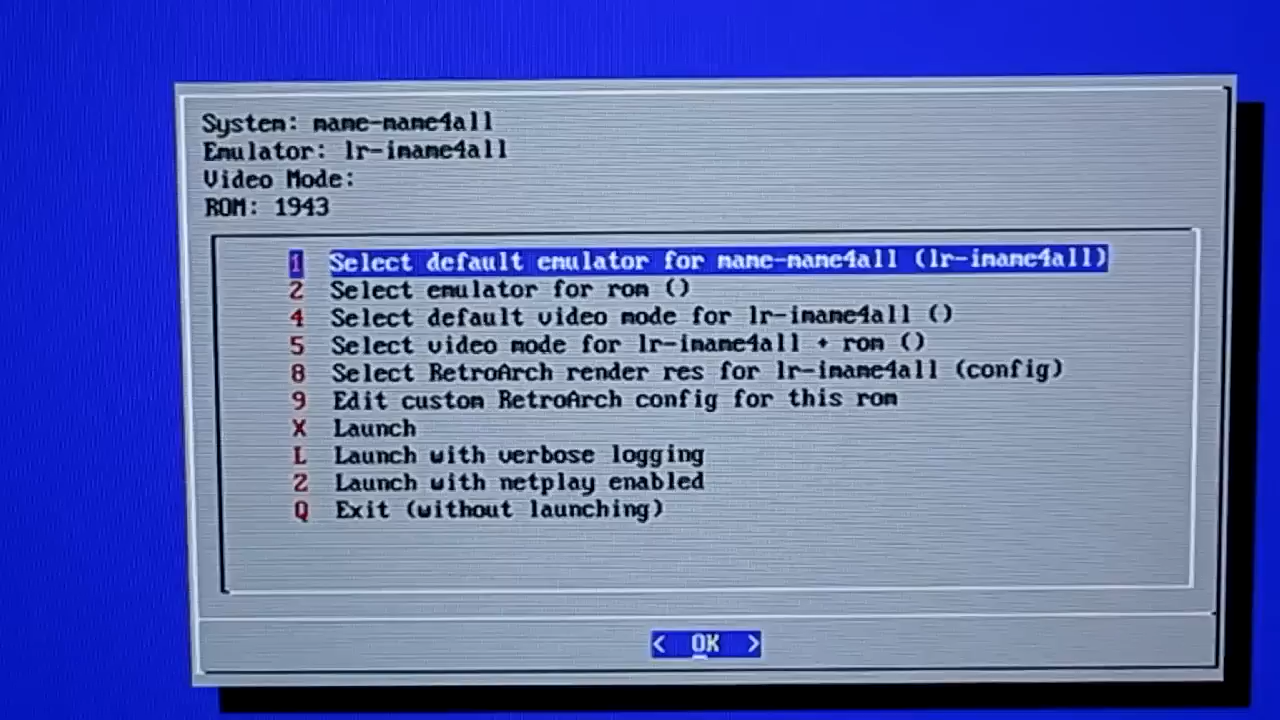 System: mame-mame4all
Emulator: lr-imame4all
Video Mode:
ROM: 1943
1 Select default emulator for mame-mame4all (lr-imame4all)
2 Select emulator for rom ()
4 Select default video mode for lr-imame4all ()
5 Select video mode for lr-imame4all + rom ()
8 Select RetroArch render res for lr-imame4all (config)
9 Edit custom RetroArch config for this rom
X Launch
L Launch with verbose logging
Z Launch with netplay enabled
Q Exit (without launching)
< OK >